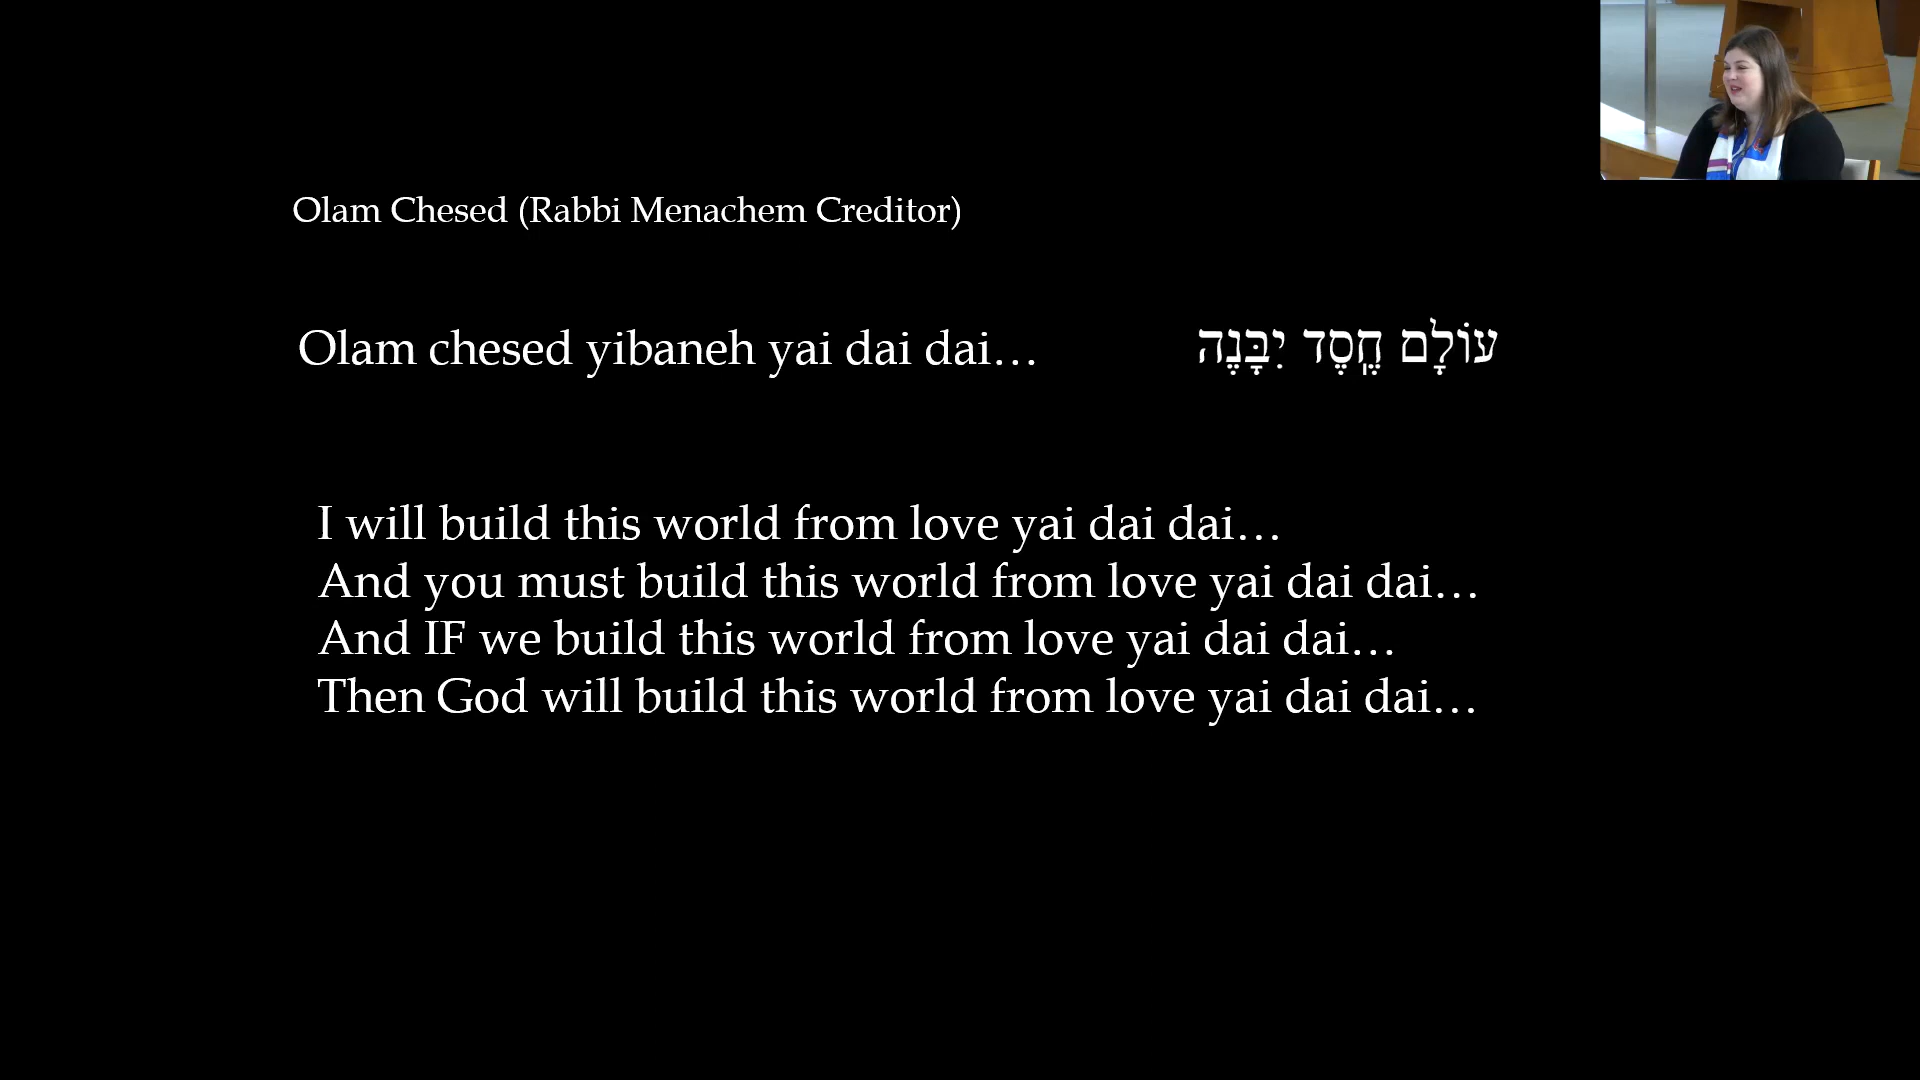 Olam Chesed (Rabbi Menachem Creditor)
Olam chesed yibaneh yai dai dai…
עוֹלָם חֶֽסֶד יִבָּנֶה
I will build this world from love yai dai dai…
And you must build this world from love yai dai dai…
And IF we build this world from love yai dai dai…
Then God will build this world from love yai dai dai…